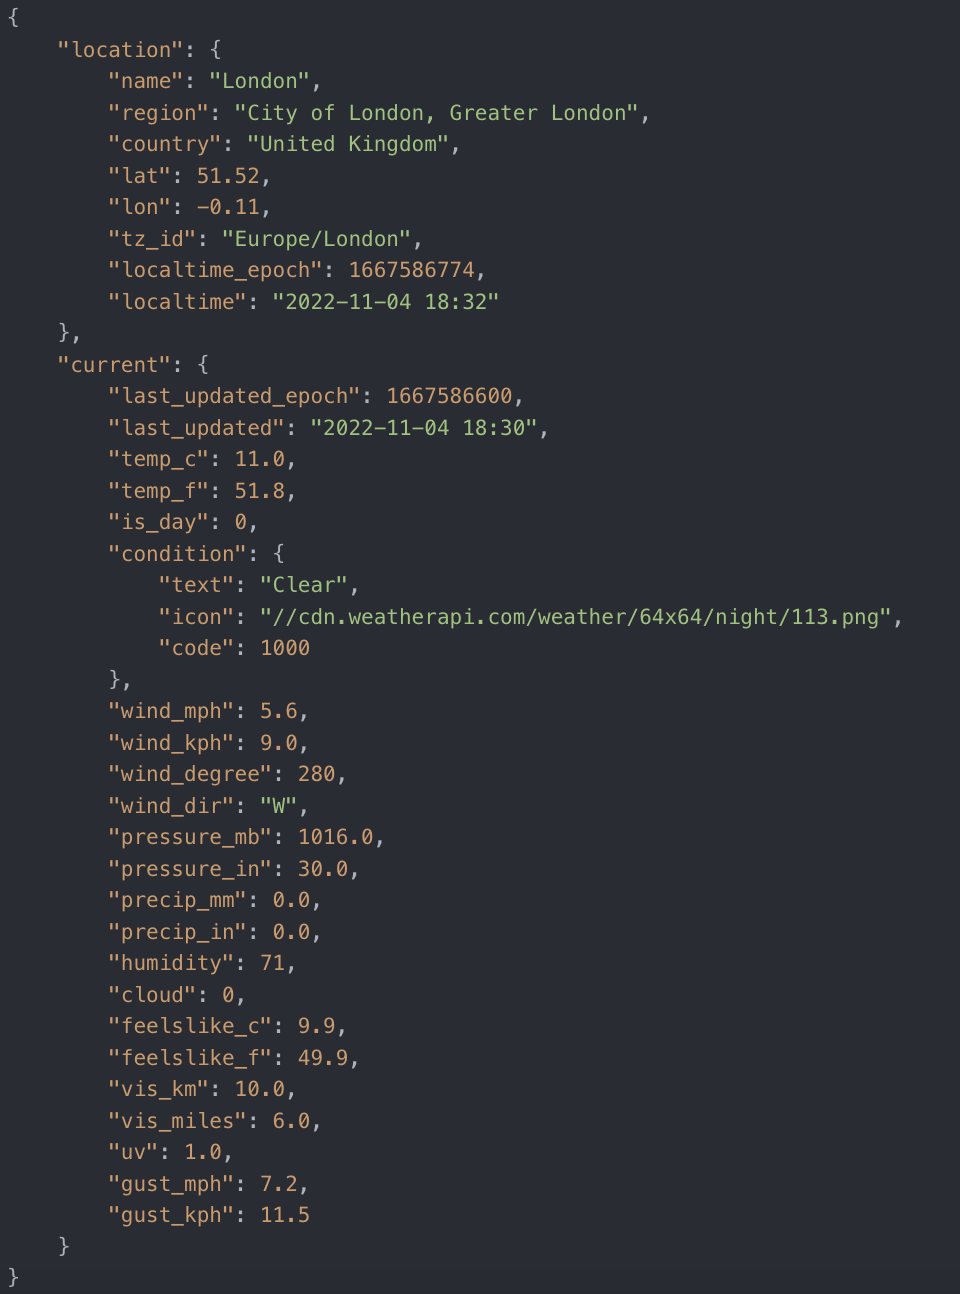 {
    "location": {
        "name": "London",
        "region": "City of London, Greater London",
        "country": "United Kingdom",
        "lat": 51.52,
        "lon": -0.11,
        "tz_id": "Europe/London",
        "localtime_epoch": 1667586774,
        "localtime": "2022-11-04 18:32"
    },
    "current": {
        "last_updated_epoch": 1667586600,
        "last_updated": "2022-11-04 18:30",
        "temp_c": 11.0,
        "temp_f": 51.8,
        "is_day": 0,
        "condition": {
            "text": "Clear",
            "icon": "//cdn.weatherapi.com/weather/64x64/night/113.png",
            "code": 1000
        },
        "wind_mph": 5.6,
        "wind_kph": 9.0,
        "wind_degree": 280,
        "wind_dir": "W",
        "pressure_mb": 1016.0,
        "pressure_in": 30.0,
        "precip_mm": 0.0,
        "precip_in": 0.0,
        "humidity": 71,
        "cloud": 0,
        "feelslike_c": 9.9,
        "feelslike_f": 49.9,
        "vis_km": 10.0,
        "vis_miles": 6.0,
        "uv": 1.0,
        "gust_mph": 7.2,
        "gust_kph": 11.5
    }
}